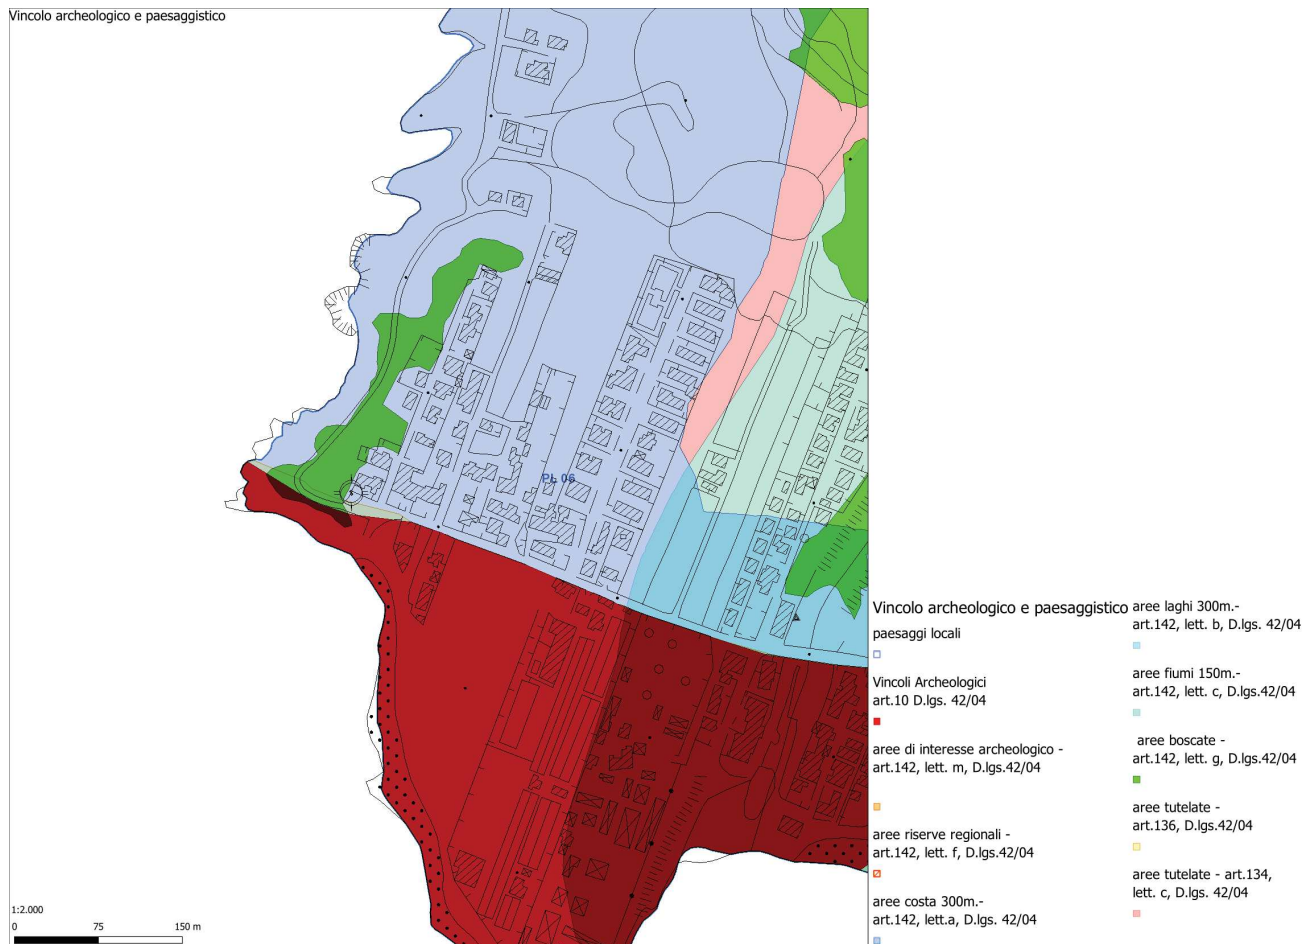 Vincolo archeologico e paesaggistico
PL 06
1:2.000
0 75 150 m
Vincolo archeologico e paesaggistico
paesaggi locali
Vincoli Archeologici
art.10 D.lgs. 42/04
aree di interesse archeologico -
art.142, lett. m, D.lgs.42/04
aree riserve regionali -
art.142, lett. f, D.lgs.42/04
aree costa 300m.-
art.142, lett.a, D.lgs. 42/04
aree laghi 300m.-
art.142, lett. b, D.lgs. 42/04
aree fiumi 150m.-
art.142, lett. c, D.lgs.42/04
aree boscate -
art.142, lett. g, D.lgs.42/04
aree tutelate -
art.136, D.lgs.42/04
aree tutelate - art.134,
lett. c, D.lgs. 42/04